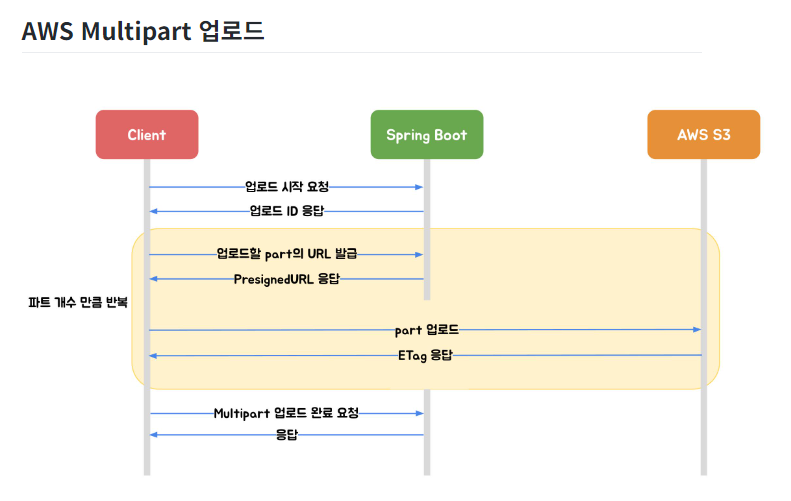 AWS Multipart 업로드
Client
Spring Boot
AWS S3
업로드 시작 요청
업로드 ID 응답
업로드할 part의 URL 발급
PresignedURL 응답
파트 개수 만큼 반복
part 업로드
ETag 응답
Multipart 업로드 완료 요청
응답